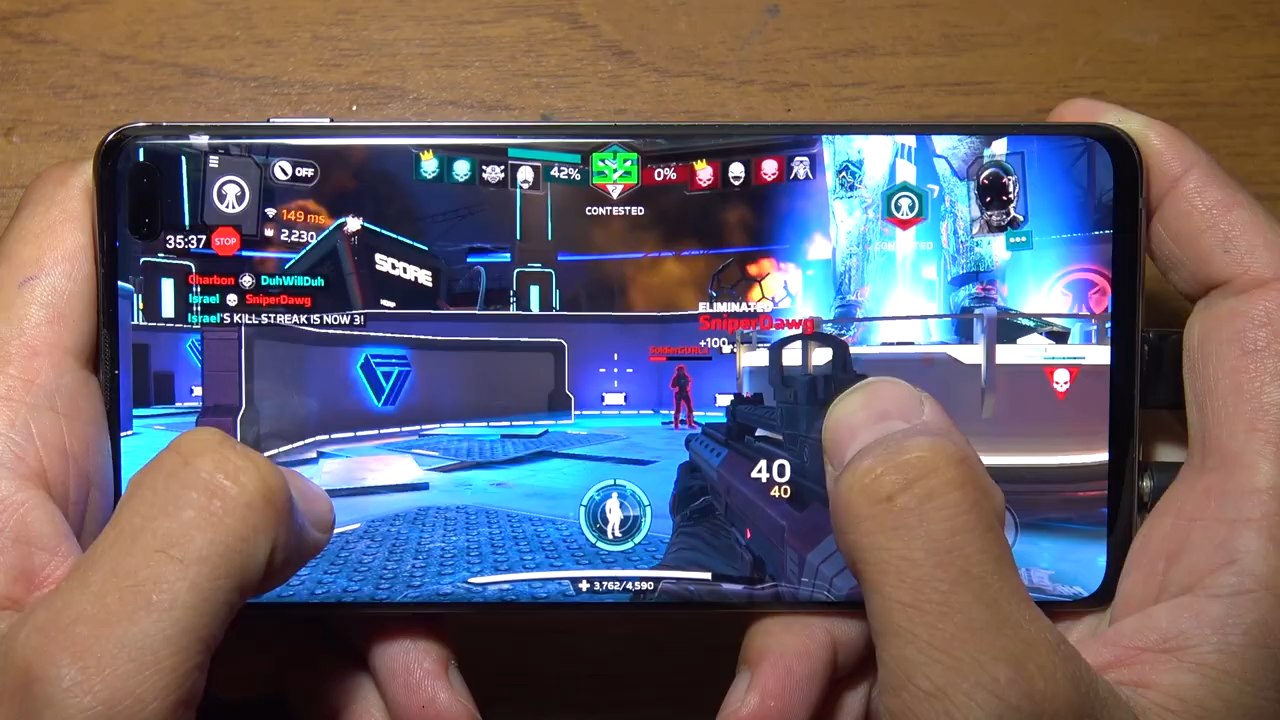 OFF
149 ms
2,230
35:37
STOP
42%
0%
CONTESTED
CONTESTED
SCORE
Charbon DuhWillDuh
Israel SniperDawg
Israel'S KILL STREAK IS NOW 3!
ELIMINATED
SniperDawg
+100
40
40
3,762/4,590